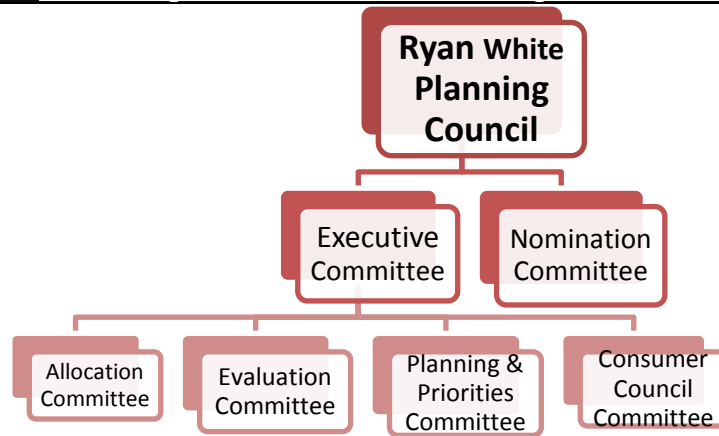 Ryan White
Planning
Council
Executive
Committee
Nomination
Committee
Allocation
Committee
Evaluation
Committee
Planning &
Priorities
Committee
Consumer
Council
Committee